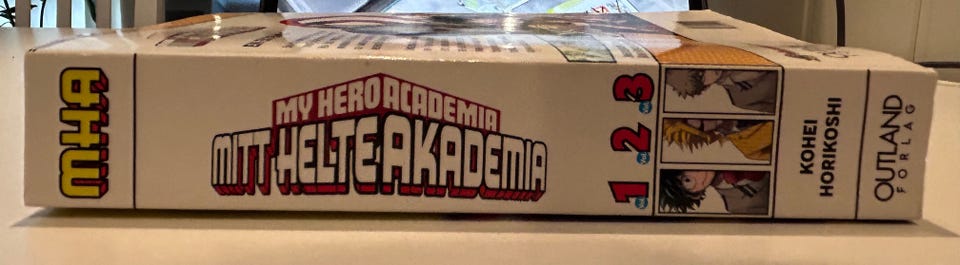 MHA
MY HERO ACADEMIA
MITT HELTEAKADEMIA
1 2 3
KOHEI
HORIKOSHI
OUTLAND
FORLAG